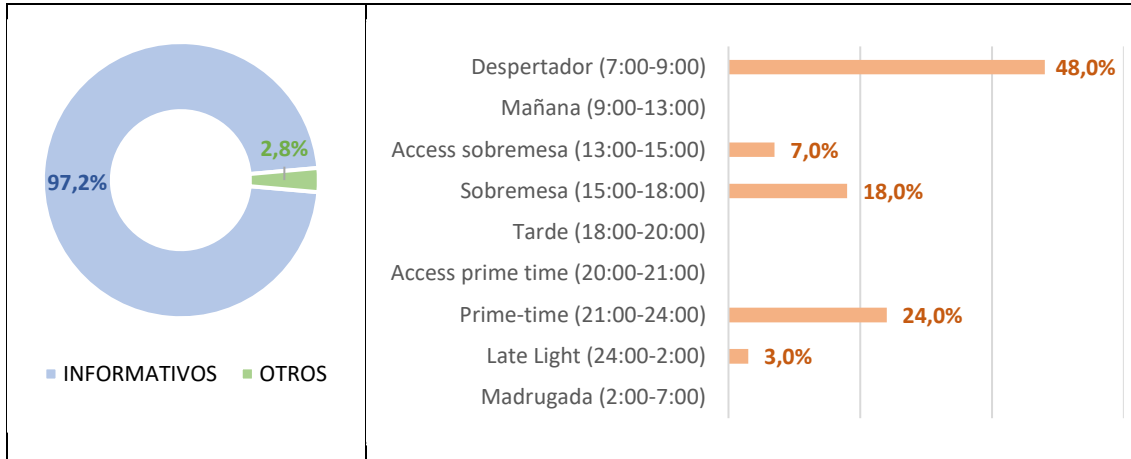 2,8%
97,2%
INFORMATIVOS OTROS
Despertador (7:00-9:00) 48,0%
Mañana (9:00-13:00)
Access sobremesa (13:00-15:00) 7,0%
Sobremesa (15:00-18:00) 18,0%
Tarde (18:00-20:00)
Access prime time (20:00-21:00)
Prime-time (21:00-24:00) 24,0%
Late Light (24:00-2:00) 3,0%
Madrugada (2:00-7:00)